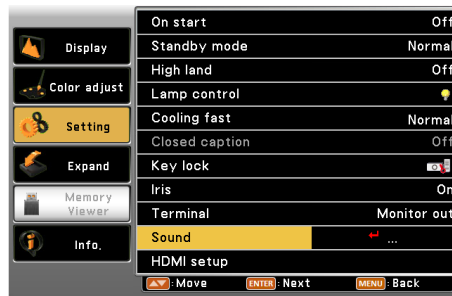 Display
Color adjust
Setting
Expand
Memory
Viewer
Info.
On start Off
Standby mode Normal
High land Off
Lamp control
Cooling fast Normal
Closed caption Off
Key lock
Iris On
Terminal Monitor out
Sound ...
HDMI setup
:Move ENTER :Next MENU :Back